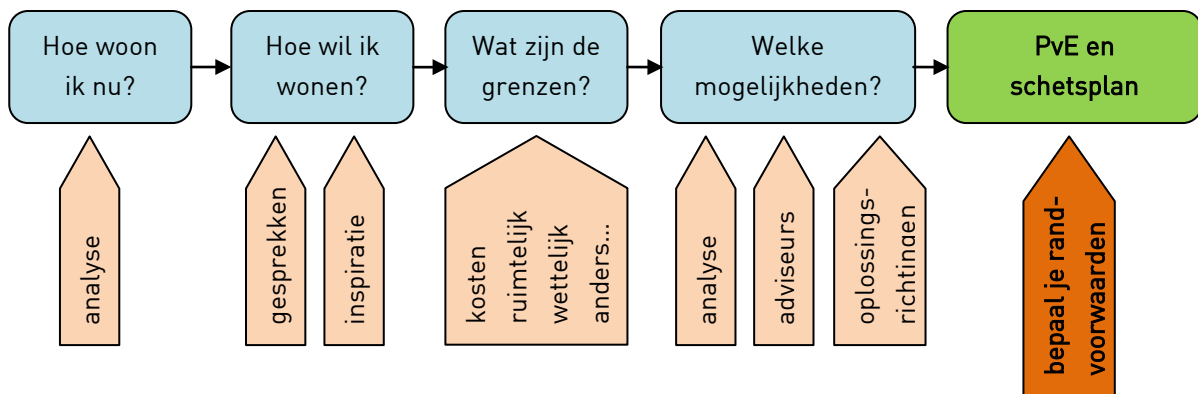 Hoe woon
ik nu?
Hoe wil ik
wonen?
Wat zijn de
grenzen?
Welke
mogelijkheden?
PvE en
schetsplan
analyse
gesprekken
inspiratie
kosten
ruimtelijk
wettelijk
anders...
analyse
adviseurs
oplossings-
richtingen
bepaal je rand-
voorwaarden